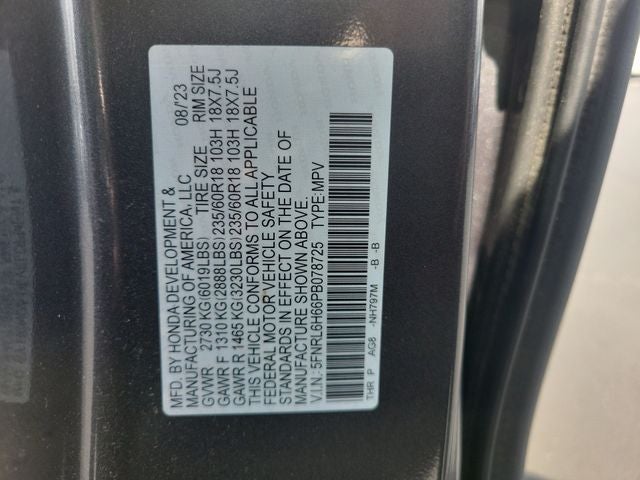 MFD. BY HONDA DEVELOPMENT &
MANUFACTURING OF AMERICA, LLC 08/'23
GVWR 2730 KG(6019LBS) TIRE SIZE RIM SIZE
GAWR F 1310 KG(2888LBS) 235/60R18 103H 18X7.5J
GAWR R 1465 KG(3230LBS) 235/60R18 103H 18X7.5J
THIS VEHICLE CONFORMS TO ALL APPLICABLE
FEDERAL MOTOR VEHICLE SAFETY
STANDARDS IN EFFECT ON THE DATE OF
MANUFACTURE SHOWN ABOVE.
V.I.N.: 5FNRL6H66PB078725 TYPE: MPV
THR P AG8 -NH797M -B -B